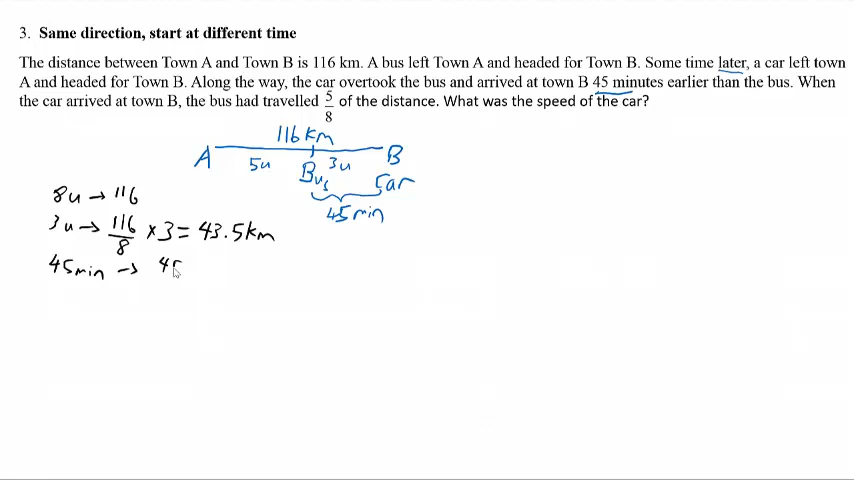 3. Same direction, start at different time
The distance between Town A and Town B is 116 km. A bus left Town A and headed for Town B. Some time later, a car left town
A and headed for Town B. Along the way, the car overtook the bus and arrived at town B 45 minutes earlier than the bus. When
the car arrived at town B, the bus had travelled 5/8 of the distance. What was the speed of the car?
116 km
A B
5u 3u
Bus Car
45 min
8u → 116
3u → 116/8 × 3 = 43.5 km
45 min → 45